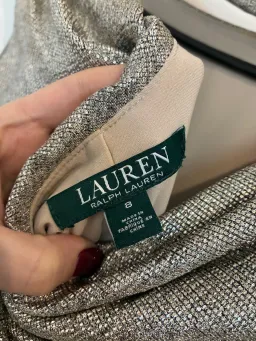 LAUREN
RALPH LAUREN
8
MADE IN
CHINA
FABRIQUÉ EN
CHINE